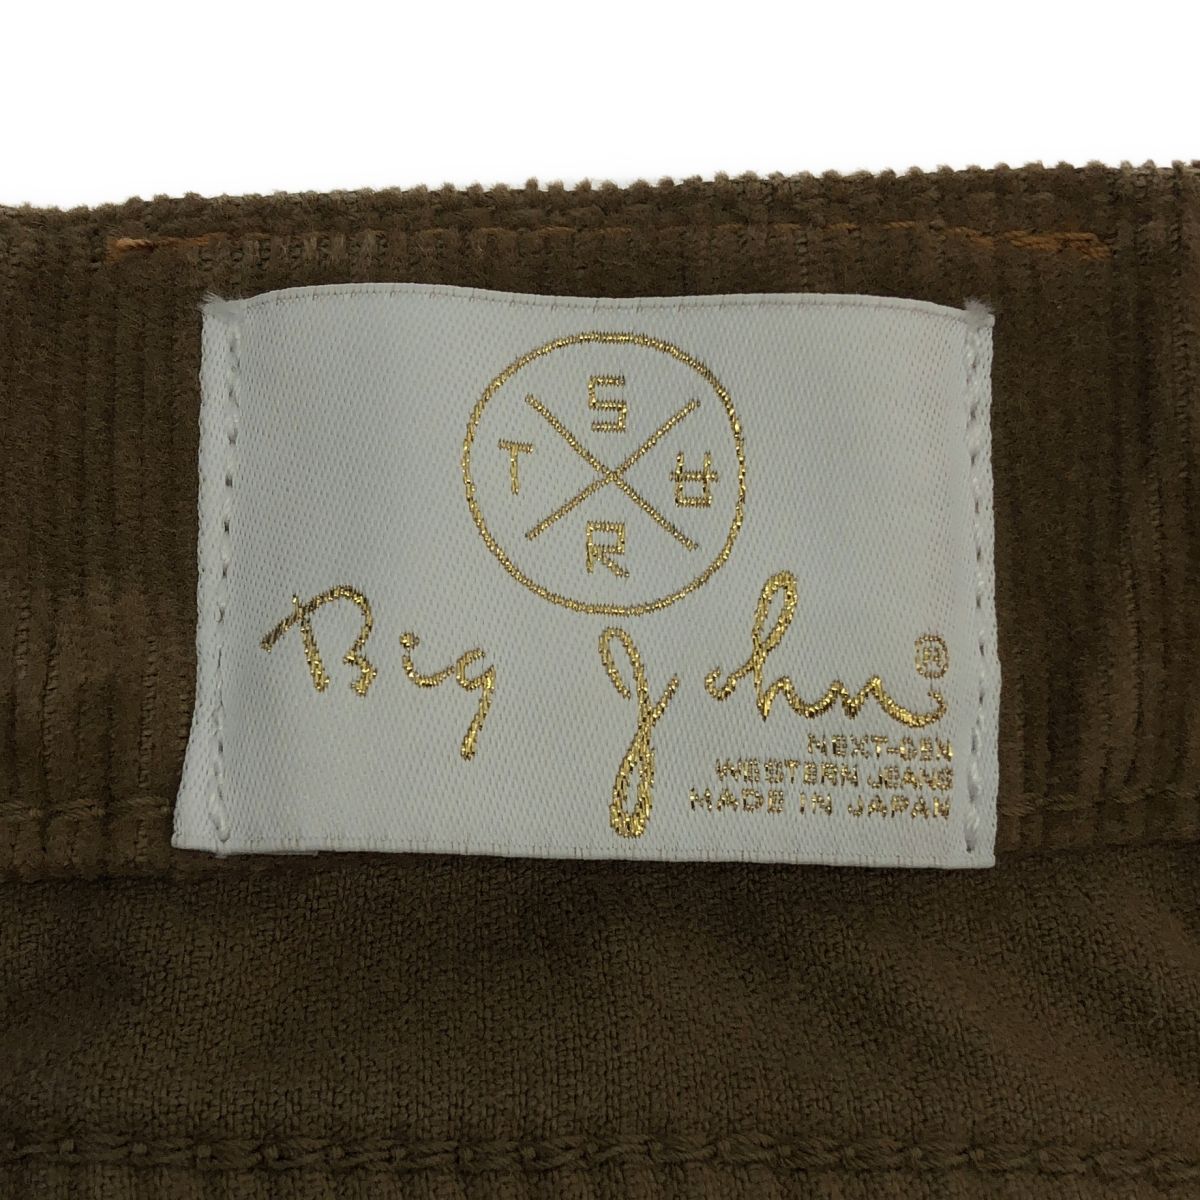 S
T A
R
Big John®
NEXT-GEN
WESTERN JEANS
MADE IN JAPAN